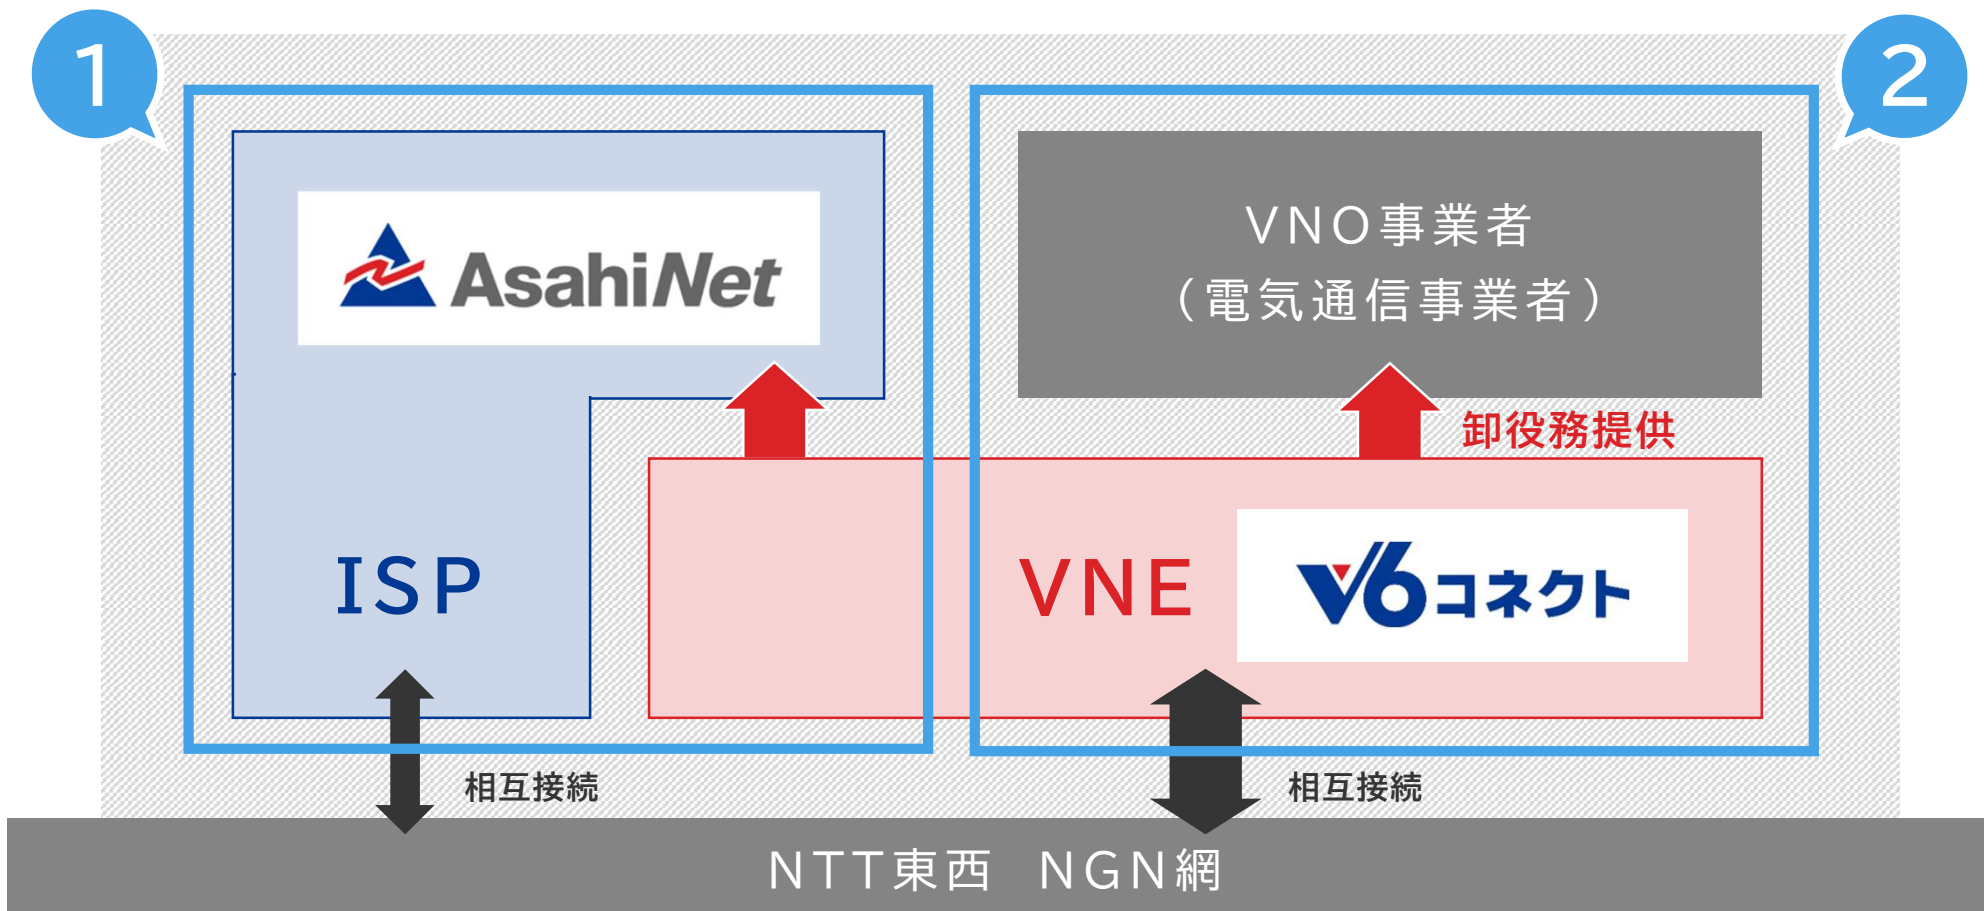 1
2
AsahiNet
VNO事業者
（電気通信事業者）
卸役務提供
ISP
VNE
V6コネクト
相互接続
相互接続
NTT東西　NGN網